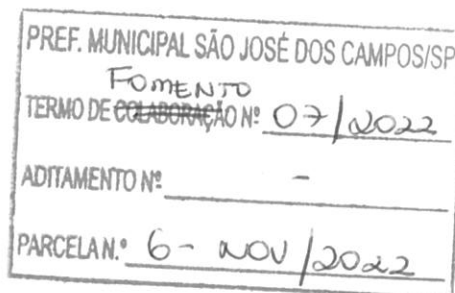 PREF. MUNICIPAL SÃO JOSÉ DOS CAMPOS/SP
FOMENTO
TERMO DE COLABORAÇÃO Nº 07/2022
ADITAMENTO Nº -
PARCELA N.º 6- NOV/2022